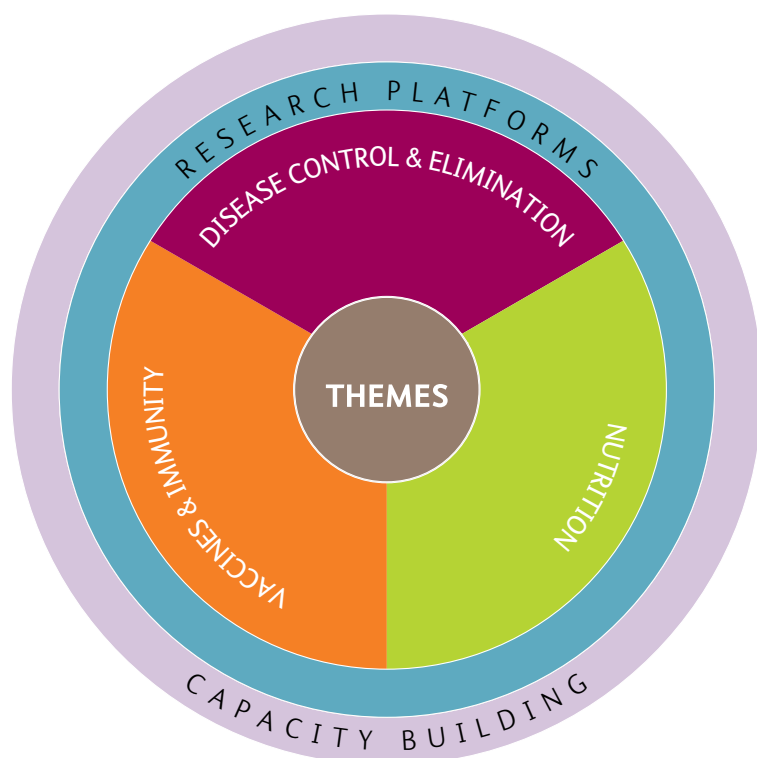 RESEARCH PLATFORMS
DISEASE CONTROL & ELIMINATION
THEMES
VACCINES & IMMUNITY
NUTRITION
CAPACITY BUILDING